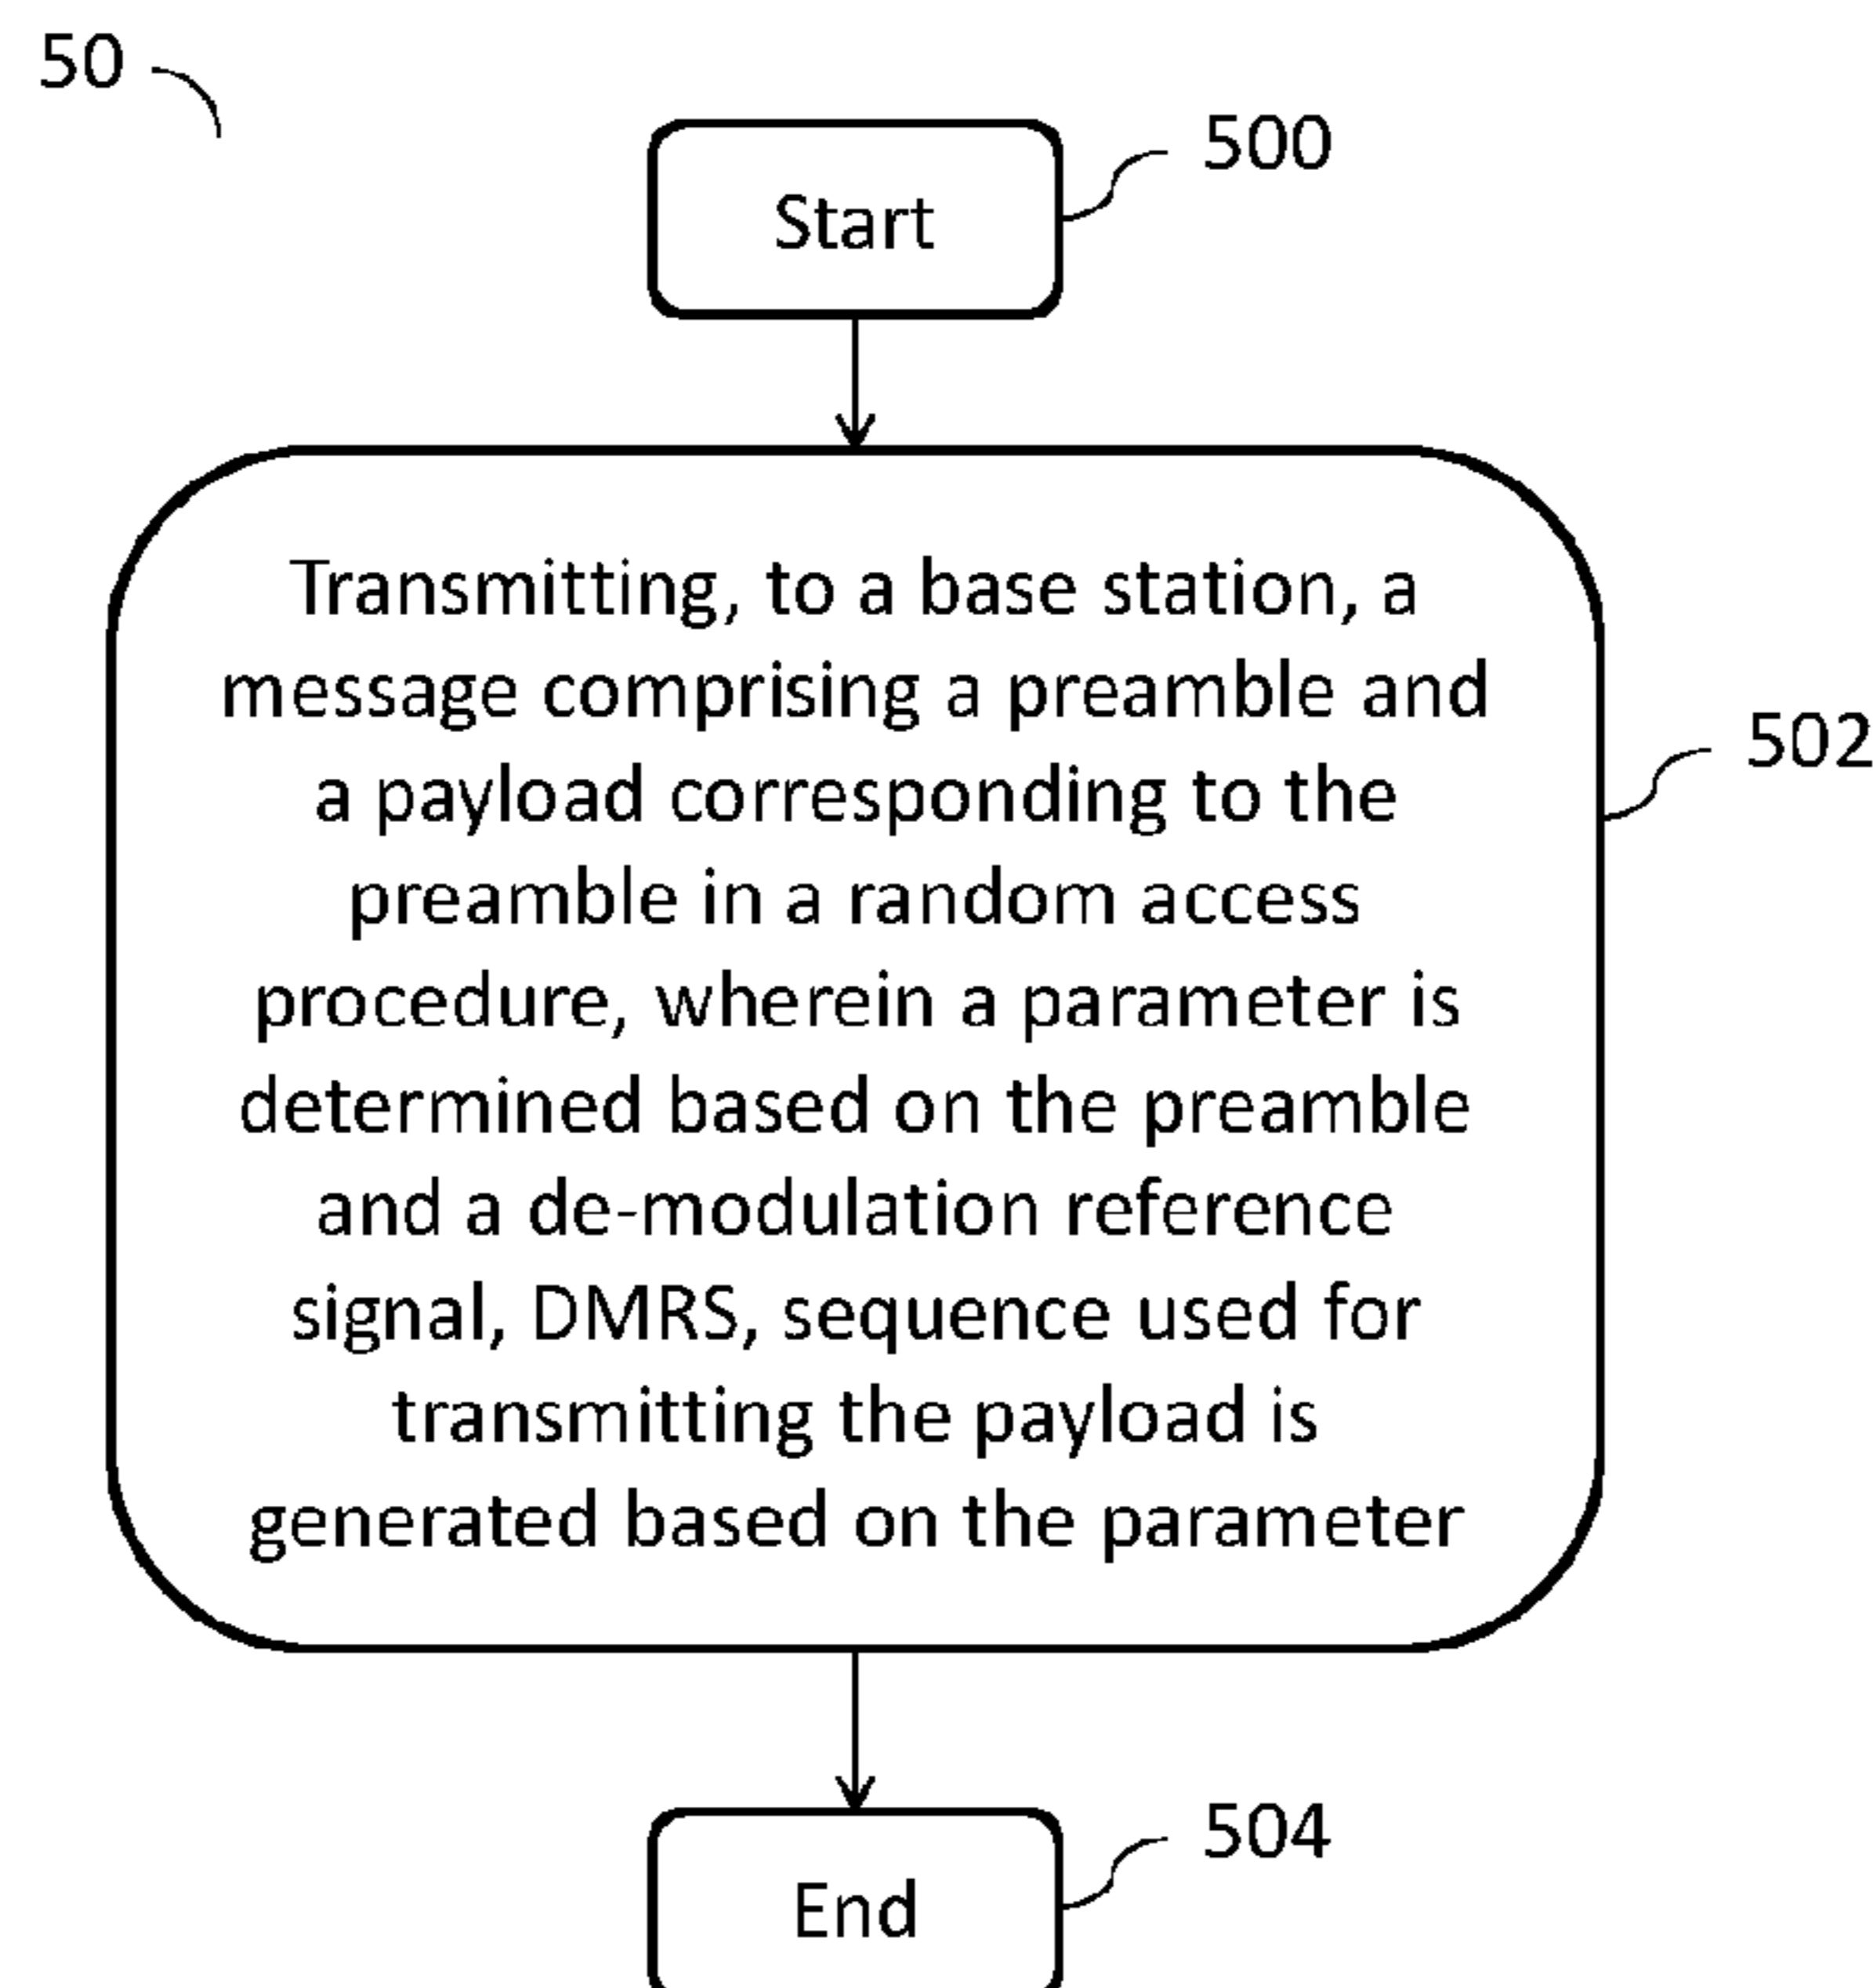 50
500
Start
Transmitting, to a base station, a
message comprising a preamble and
a payload corresponding to the
preamble in a random access
procedure, wherein a parameter is
determined based on the preamble
and a de-modulation reference
signal, DMRS, sequence used for
transmitting the payload is
generated based on the parameter
502
504
End